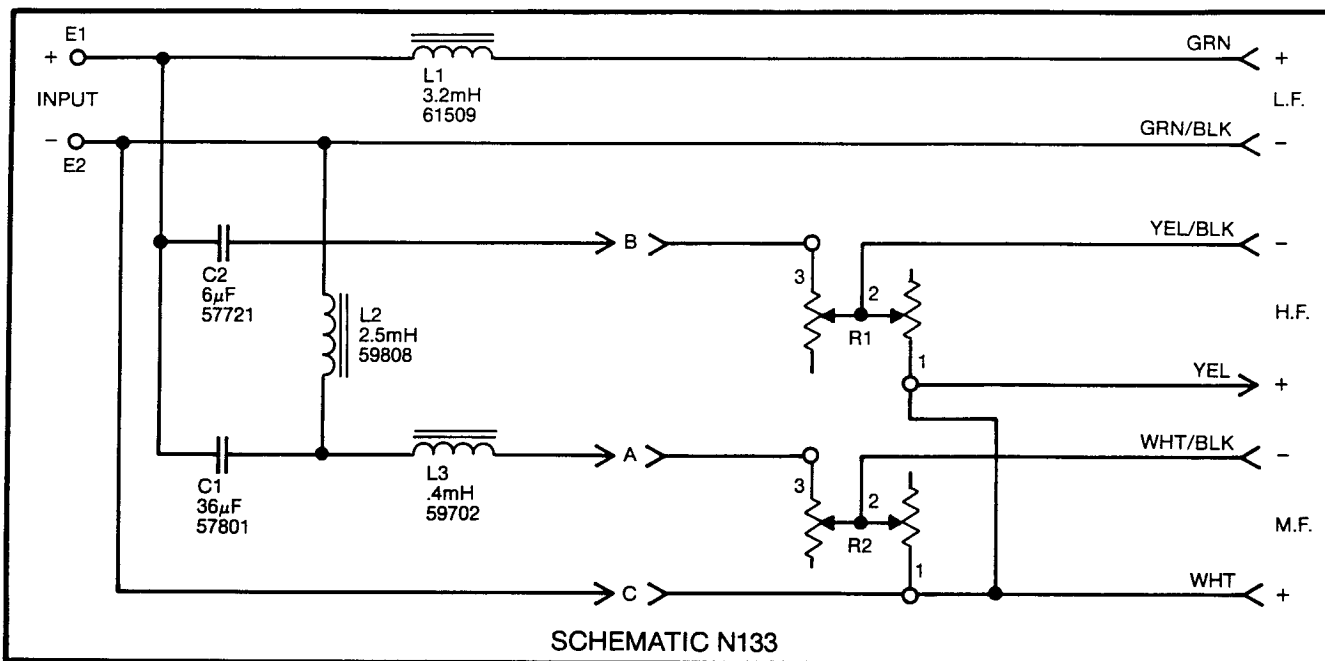 E1
+
INPUT
-
E2
L1
3.2mH
61509
GRN
+
L.F.
GRN/BLK
-
C2
6µF
57721
L2
2.5mH
59808
B
3
2
R1
1
YEL/BLK
-
H.F.
YEL
+
C1
36µF
57801
L3
.4mH
59702
A
3
2
R2
1
WHT/BLK
-
M.F.
C
WHT
+
SCHEMATIC N133